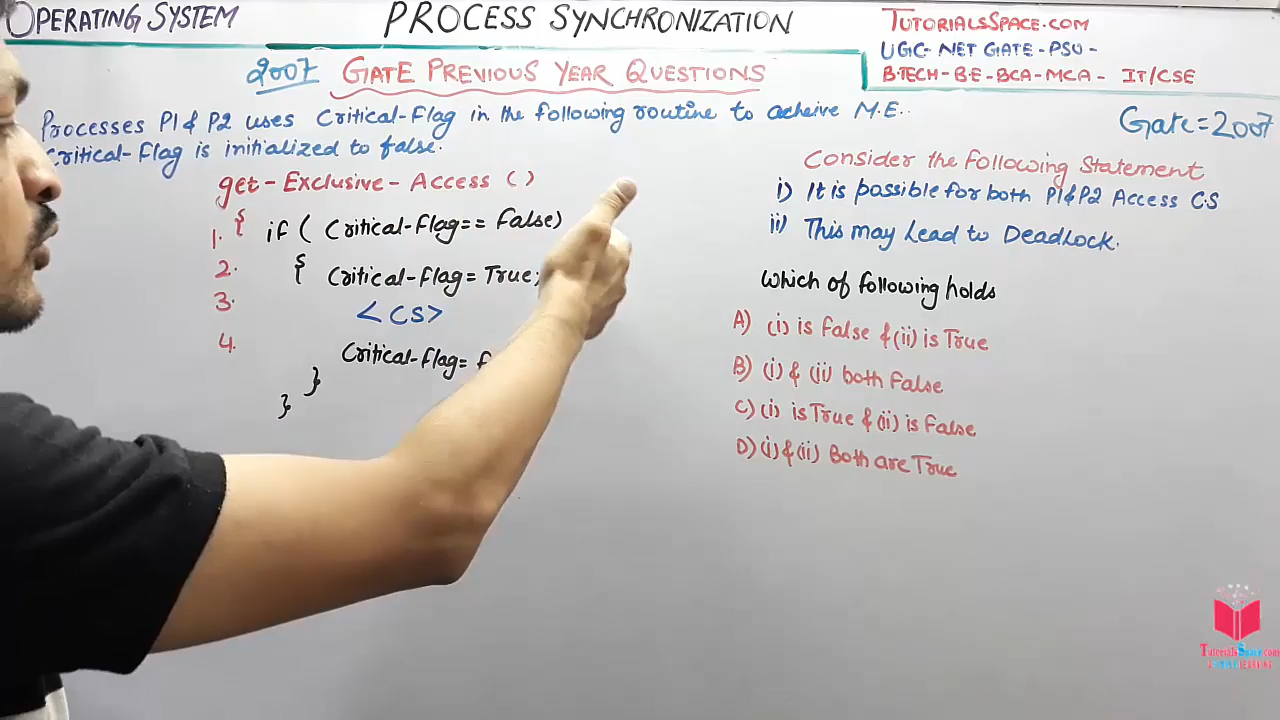 OPERATING SYSTEM
PROCESS SYNCHRONIZATION
TUTORIALSSPACE.COM
UGC-NET GATE-PSU-
B.TECH-B.E-BCA-MCA- IT/CSE
2007 GATE PREVIOUS YEAR QUESTIONS
Processes P1 & P2 uses Critical-Flag in the following routine to acheive M.E..
Critical-Flag is initialized to false.
Gate=2007
get-Exclusive-Access ()
{
1. if ( Critical-Flag== False)
2. { Critical-Flag= True;
3. <CS>
4. Critical-Flag=
}
}
Consider the Following Statement
i) It is possible for both P1&P2 Access C.S
ii) This may Lead to DeadLock.
Which of following holds
A) (i) is False &(ii) is True
B) (i) & (ii) both False
C) (i) is True &(ii) is False
D) (i)&(ii) Both are True
TutorialsSpace.com